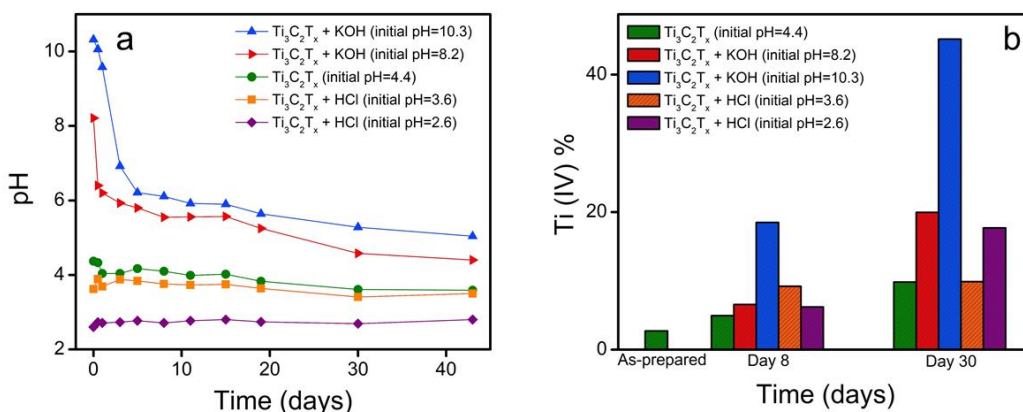 a
Ti₃C₂Tₓ + KOH (initial pH=10.3)
Ti₃C₂Tₓ + KOH (initial pH=8.2)
Ti₃C₂Tₓ (initial pH=4.4)
Ti₃C₂Tₓ + HCl (initial pH=3.6)
Ti₃C₂Tₓ + HCl (initial pH=2.6)
10
8
6
4
2
pH
0
10
20
30
40
Time (days)
b
Ti₃C₂Tₓ (initial pH=4.4)
Ti₃C₂Tₓ + KOH (initial pH=8.2)
Ti₃C₂Tₓ + KOH (initial pH=10.3)
Ti₃C₂Tₓ + HCl (initial pH=3.6)
Ti₃C₂Tₓ + HCl (initial pH=2.6)
40
20
0
Ti (IV) %
As-prepared
Day 8
Day 30
Time (days)